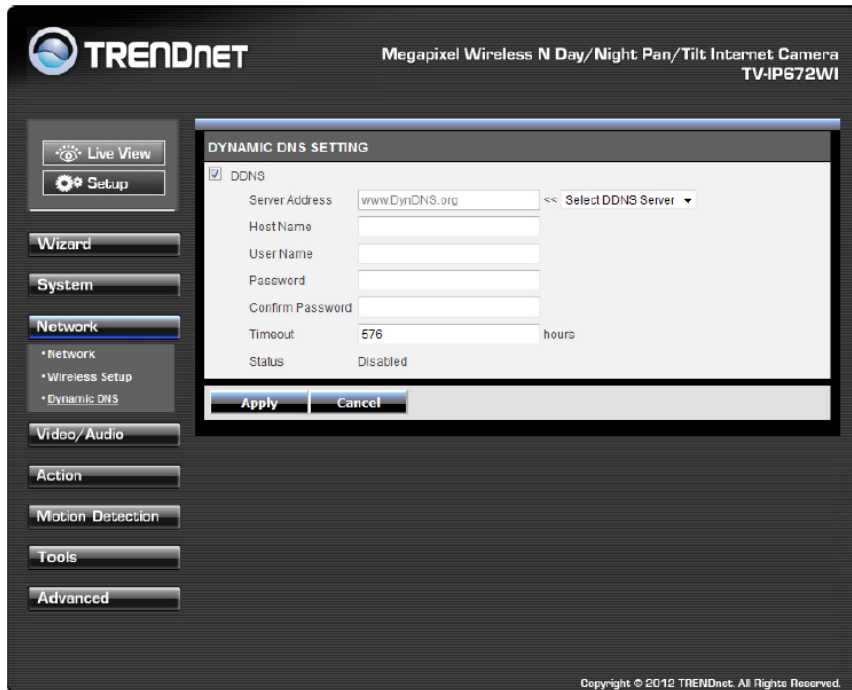 TRENDNET
Megapixel Wireless N Day/Night Pan/Tilt Internet Camera
TV-IP672WI
Live View
Setup
Wizard
System
Network
• Network
• Wireless Setup
• Dynamic DNS
Video/Audio
Action
Motion Detection
Tools
Advanced
DYNAMIC DNS SETTING
DDNS
Server Address www.DynDNS.org << Select DDNS Server
Host Name
User Name
Password
Confirm Password
Timeout 576 hours
Status Disabled
Apply Cancel
Copyright © 2012 TRENDnet. All Rights Reserved.